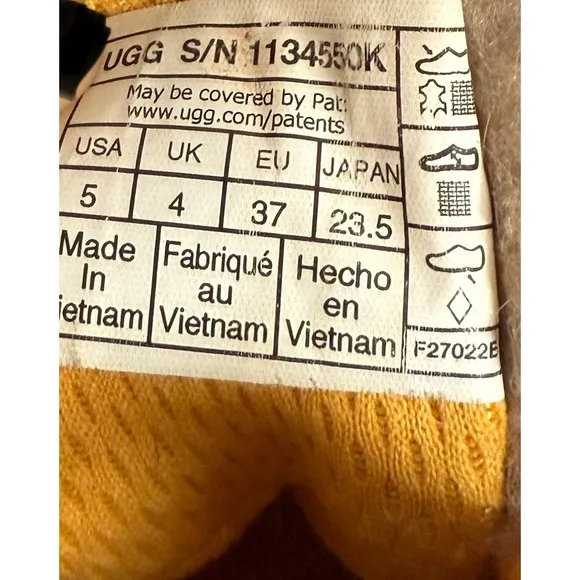 UGG S/N 1134550K
May be covered by Pat:
www.ugg.com/patents
USA UK EU JAPAN
5 4 37 23.5
Made In ietnam
Fabriqué au Vietnam
Hecho en Vietnam
F27022E